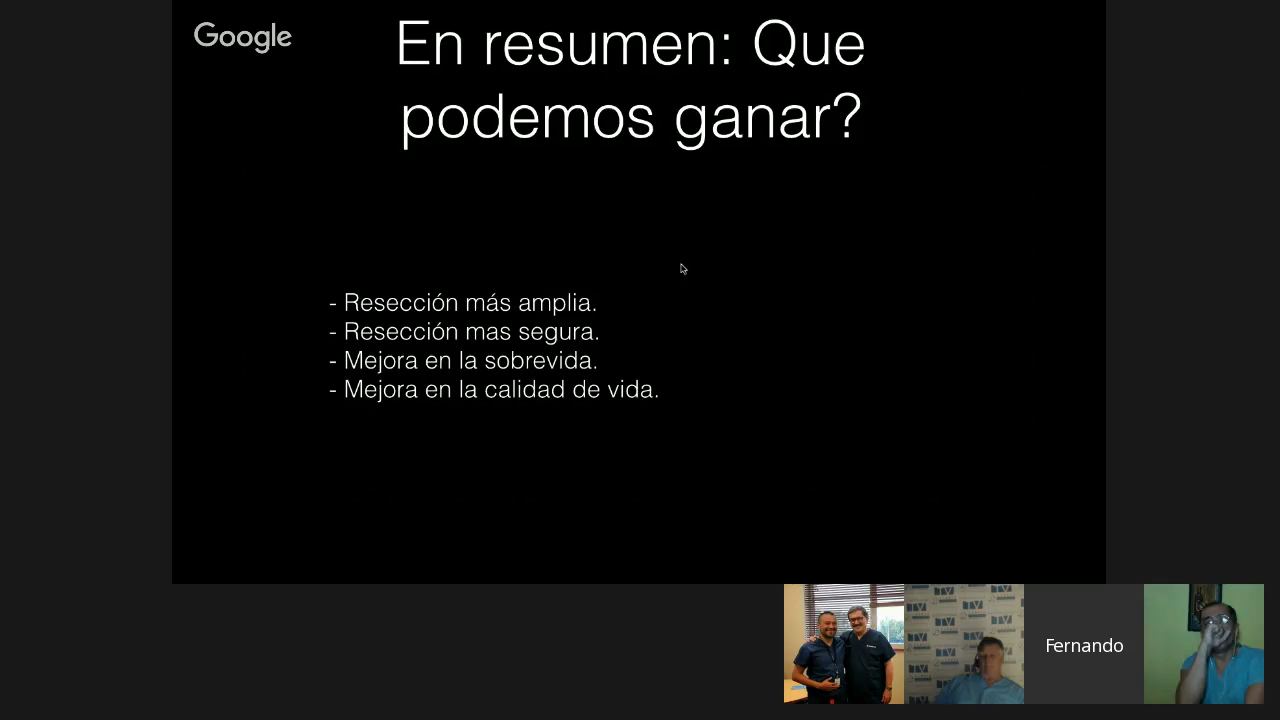 Google
En resumen: Que
podemos ganar?
- Resección más amplia.
- Resección mas segura.
- Mejora en la sobrevida.
- Mejora en la calidad de vida.
Fernando